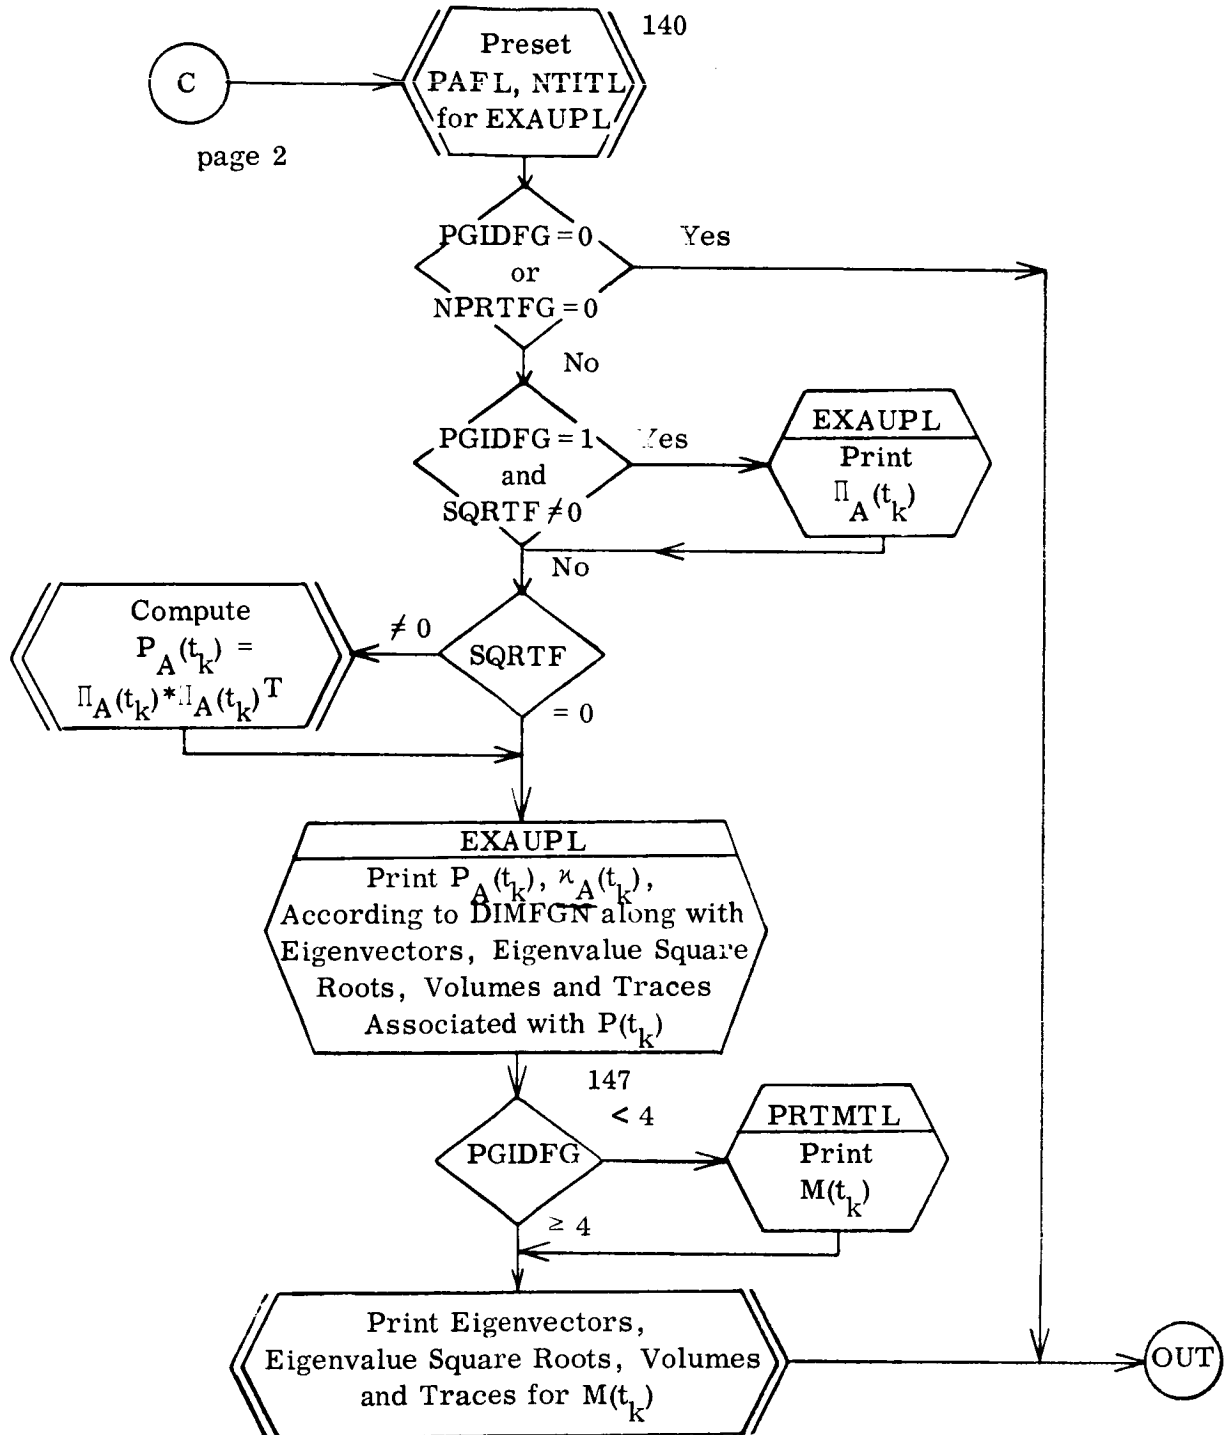 140
Preset
PAFL, NTITL
for EXAUPL
C
page 2
PGIDFG = 0
or
NPRTFG = 0
Yes
No
PGIDFG = 1
and
SQRTF ≠ 0
Yes
EXAUPL
Print
Π_A(t_k)
No
Compute
P_A(t_k) =
Π_A(t_k)*Π_A(t_k)^T
≠ 0
SQRTF
= 0
EXAUPL
Print P_A(t_k), ϰ_A(t_k),
According to DIMFGN along with
Eigenvectors, Eigenvalue Square
Roots, Volumes and Traces
Associated with P(t_k)
147
< 4
PGIDFG
≥ 4
PRTMTL
Print
M(t_k)
Print Eigenvectors,
Eigenvalue Square Roots, Volumes
and Traces for M(t_k)
OUT